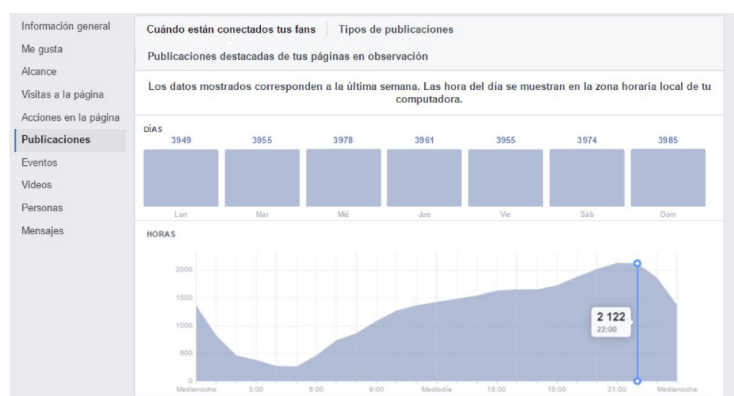 Información general
Me gusta
Alcance
Visitas a la página
Acciones en la página
Publicaciones
Eventos
Videos
Personas
Mensajes
Cuándo están conectados tus fans
Tipos de publicaciones
Publicaciones destacadas de tus páginas en observación
Los datos mostrados corresponden a la última semana. Las hora del día se muestran en la zona horaria local de tu
computadora.
DÍAS
3949 3955 3978 3961 3955 3974 3985
Lun Mar Mié Jue Vie Sáb Dom
HORAS
2000
1500
1000
500
0
2 122
22:00
Medianoche 3:00 6:00 9:00 Mediodía 15:00 18:00 21:00 Medianoche